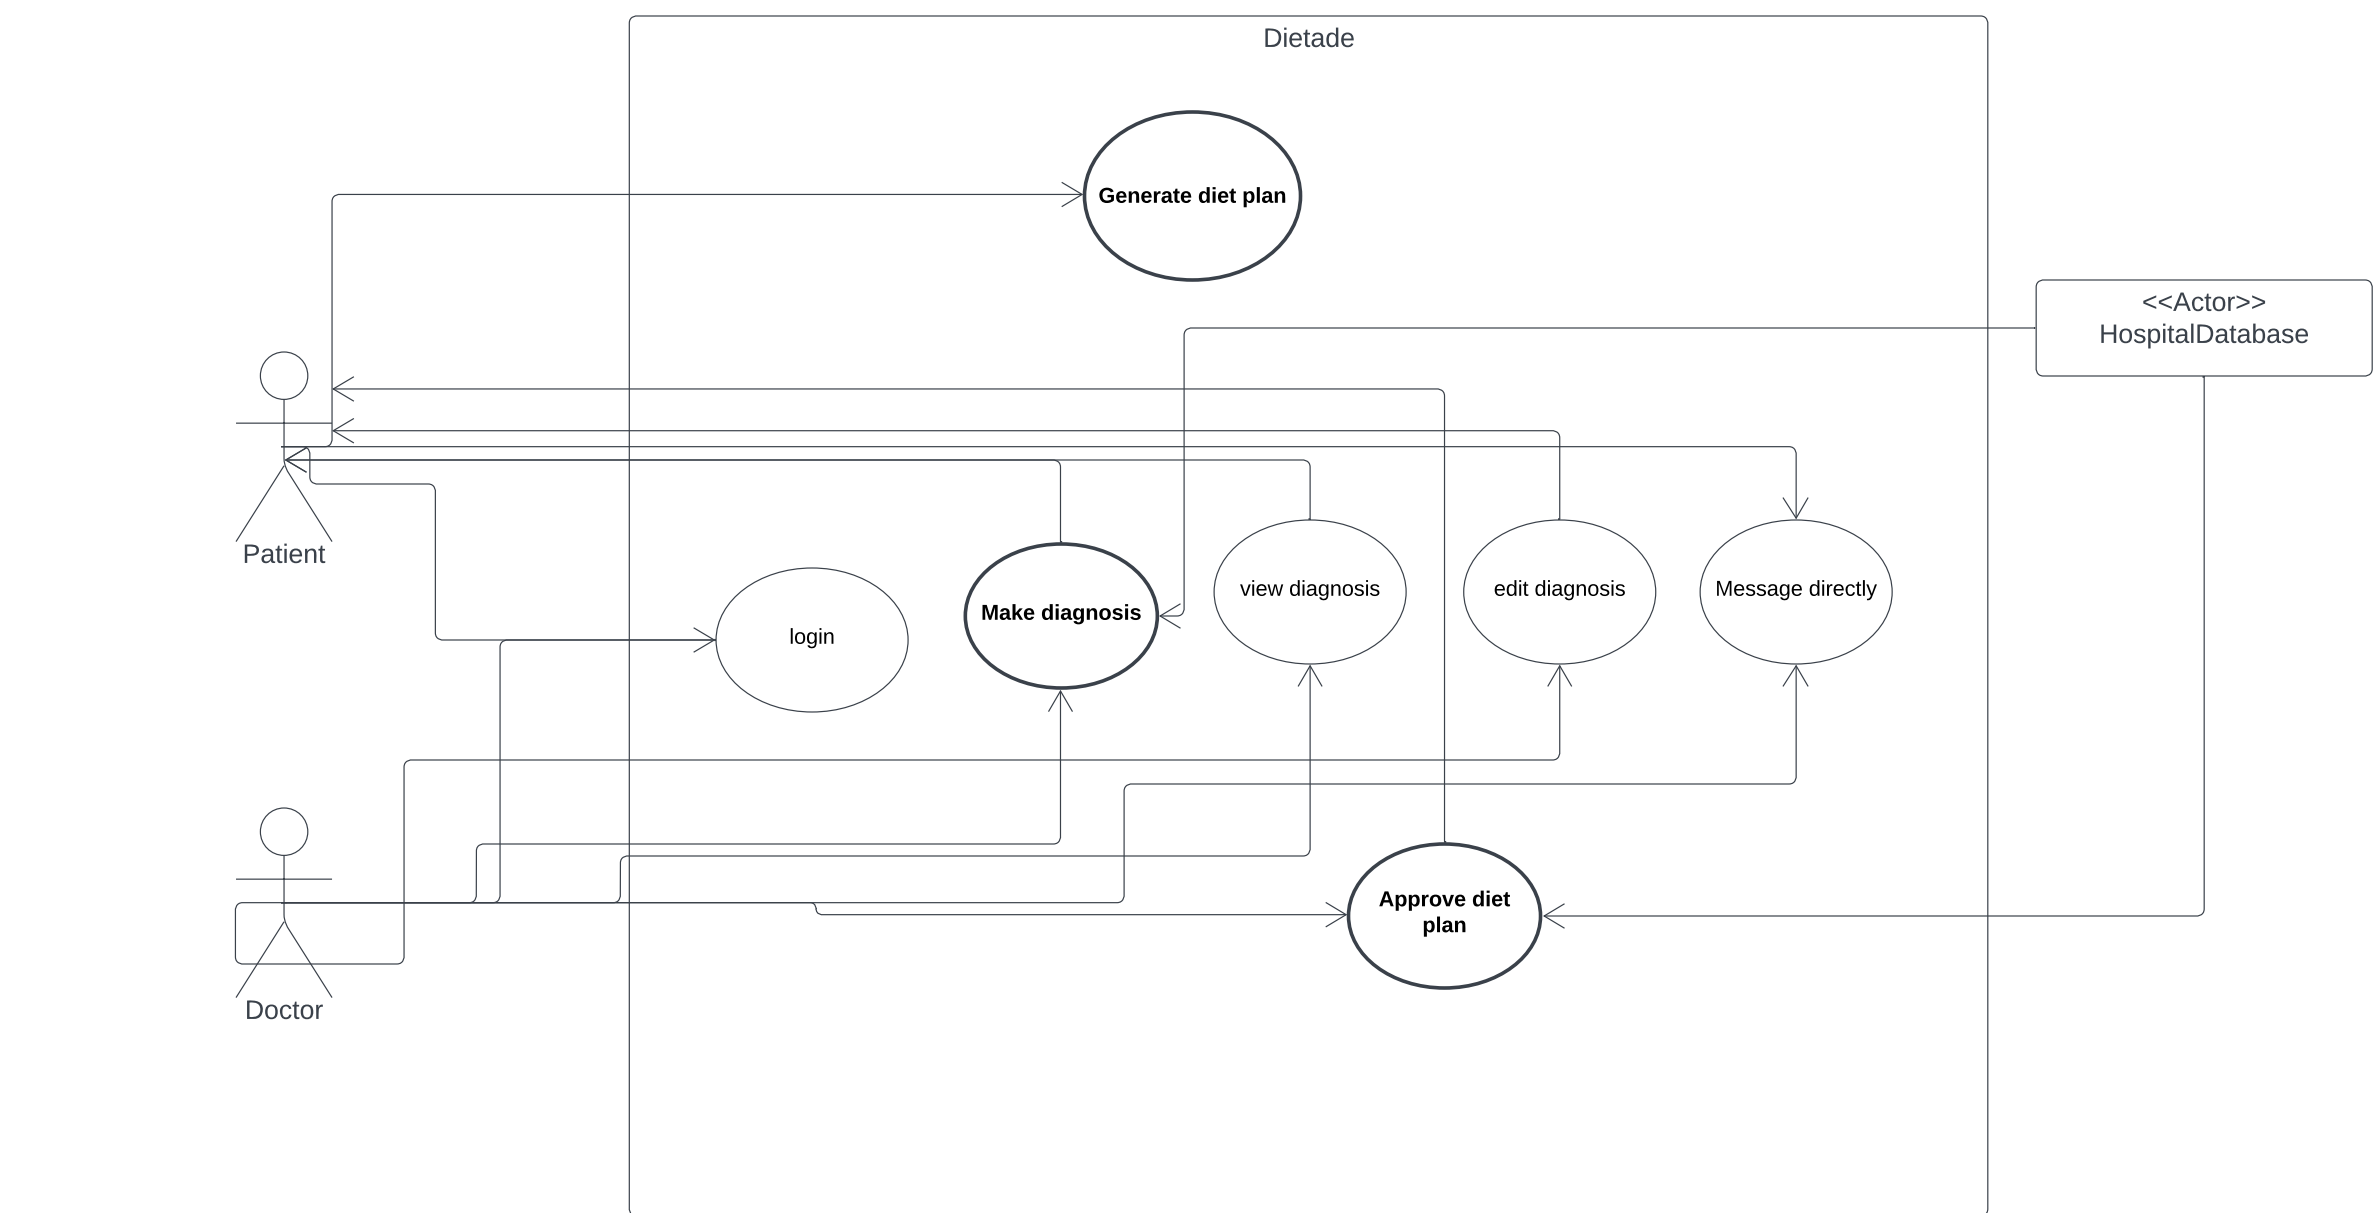 Dietade
Generate diet plan
<<Actor>>
HospitalDatabase
Patient
login
Make diagnosis
view diagnosis
edit diagnosis
Message directly
Approve diet
plan
Doctor